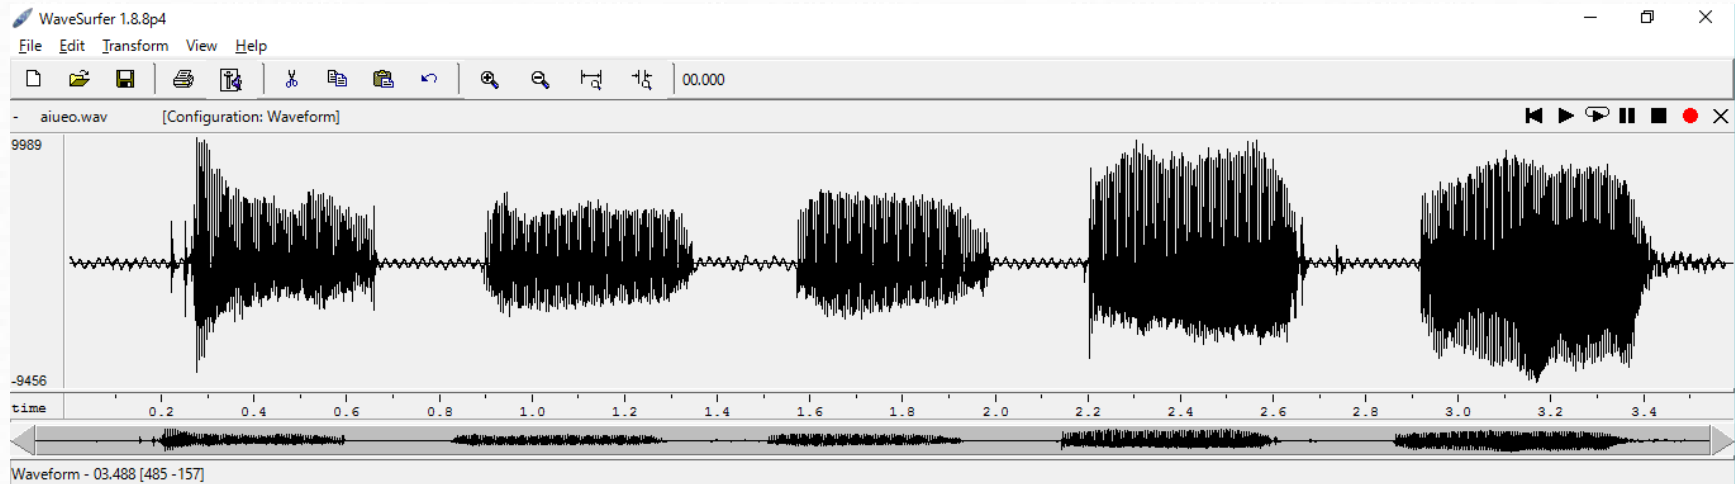 WaveSurfer 1.8.8p4
File Edit Transform View Help
00.000
- aiueo.wav [Configuration: Waveform]
9989
-9456
time 0.2 0.4 0.6 0.8 1.0 1.2 1.4 1.6 1.8 2.0 2.2 2.4 2.6 2.8 3.0 3.2 3.4
Waveform - 03.488 [485 -157]